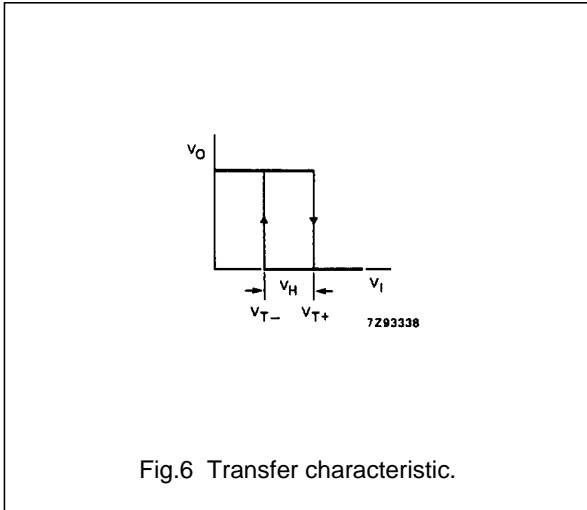 VO
VH
VI
VT−
VT+
7Z93338
Fig.6 Transfer characteristic.